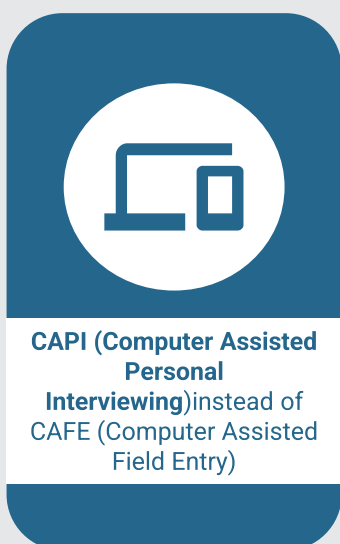 CAPI (Computer Assisted
Personal
Interviewing)instead of
CAFE (Computer Assisted
Field Entry)